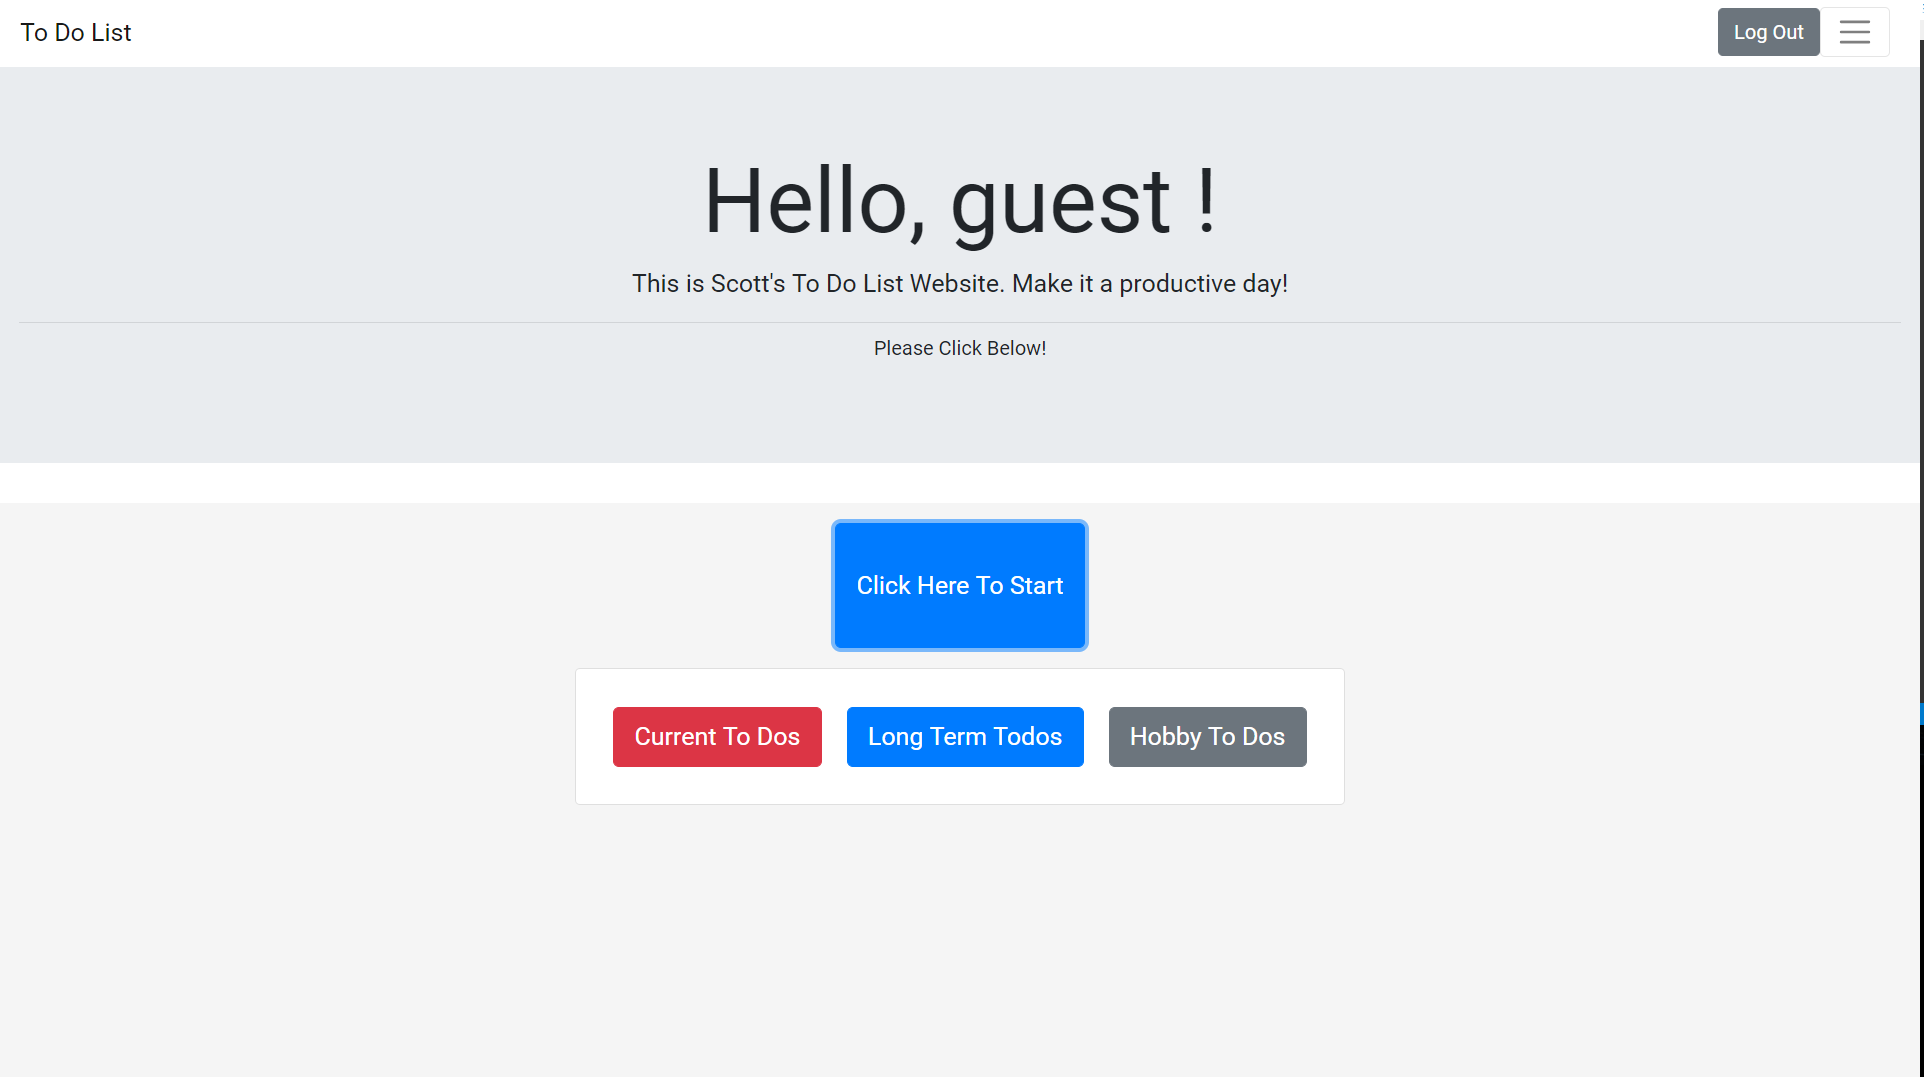 To Do List
Log Out
Hello, guest !
This is Scott's To Do List Website. Make it a productive day!
Please Click Below!
Click Here To Start
Current To Dos
Long Term Todos
Hobby To Dos